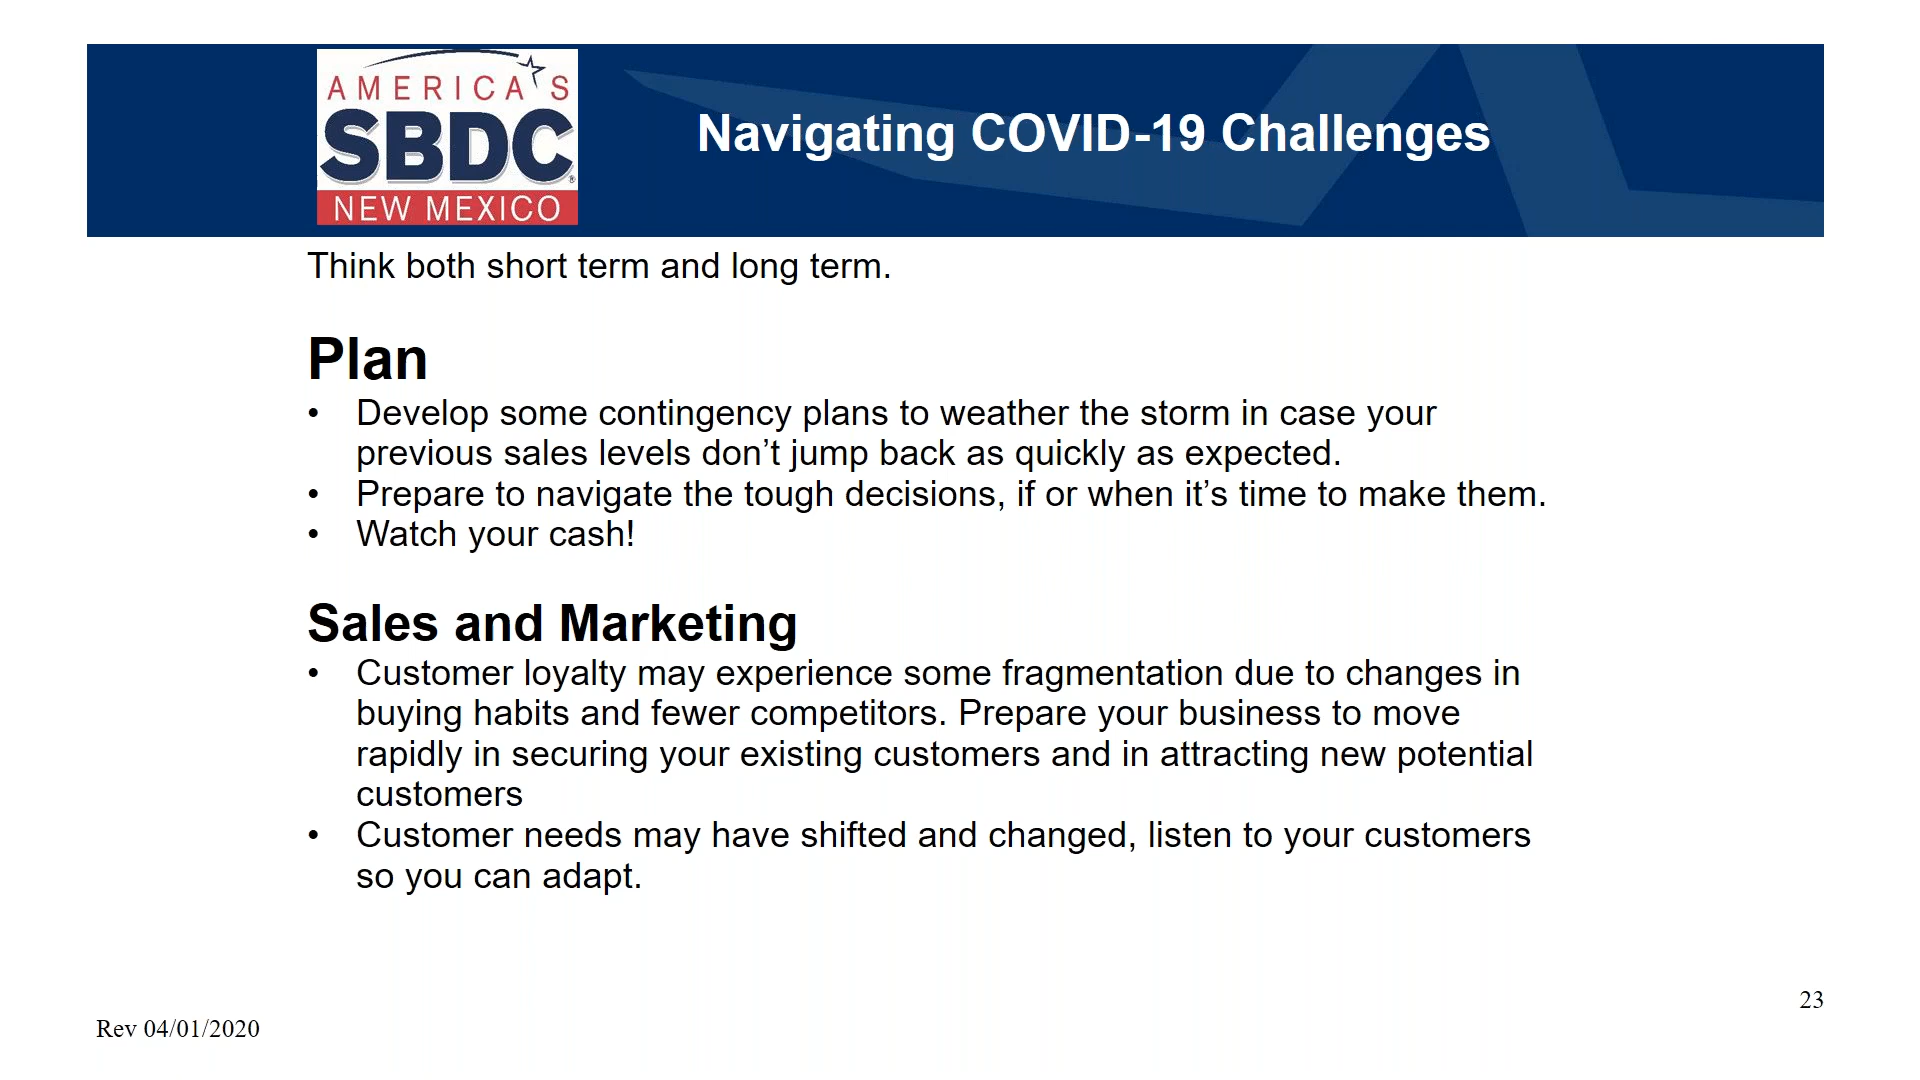 AMERICA'S
SBDC
®
NEW MEXICO
Navigating COVID-19 Challenges
Think both short term and long term.
Plan
• Develop some contingency plans to weather the storm in case your
previous sales levels don’t jump back as quickly as expected.
• Prepare to navigate the tough decisions, if or when it’s time to make them.
• Watch your cash!
Sales and Marketing
• Customer loyalty may experience some fragmentation due to changes in
buying habits and fewer competitors. Prepare your business to move
rapidly in securing your existing customers and in attracting new potential
customers
• Customer needs may have shifted and changed, listen to your customers
so you can adapt.
23
Rev 04/01/2020